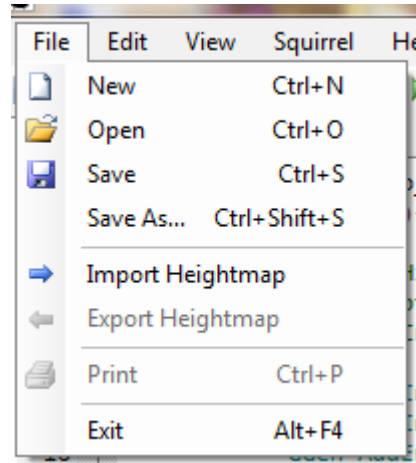 File Edit View Squirrel He
New Ctrl+N
Open Ctrl+O
Save Ctrl+S
Save As... Ctrl+Shift+S
Import Heightmap
Export Heightmap
Print Ctrl+P
Exit Alt+F4